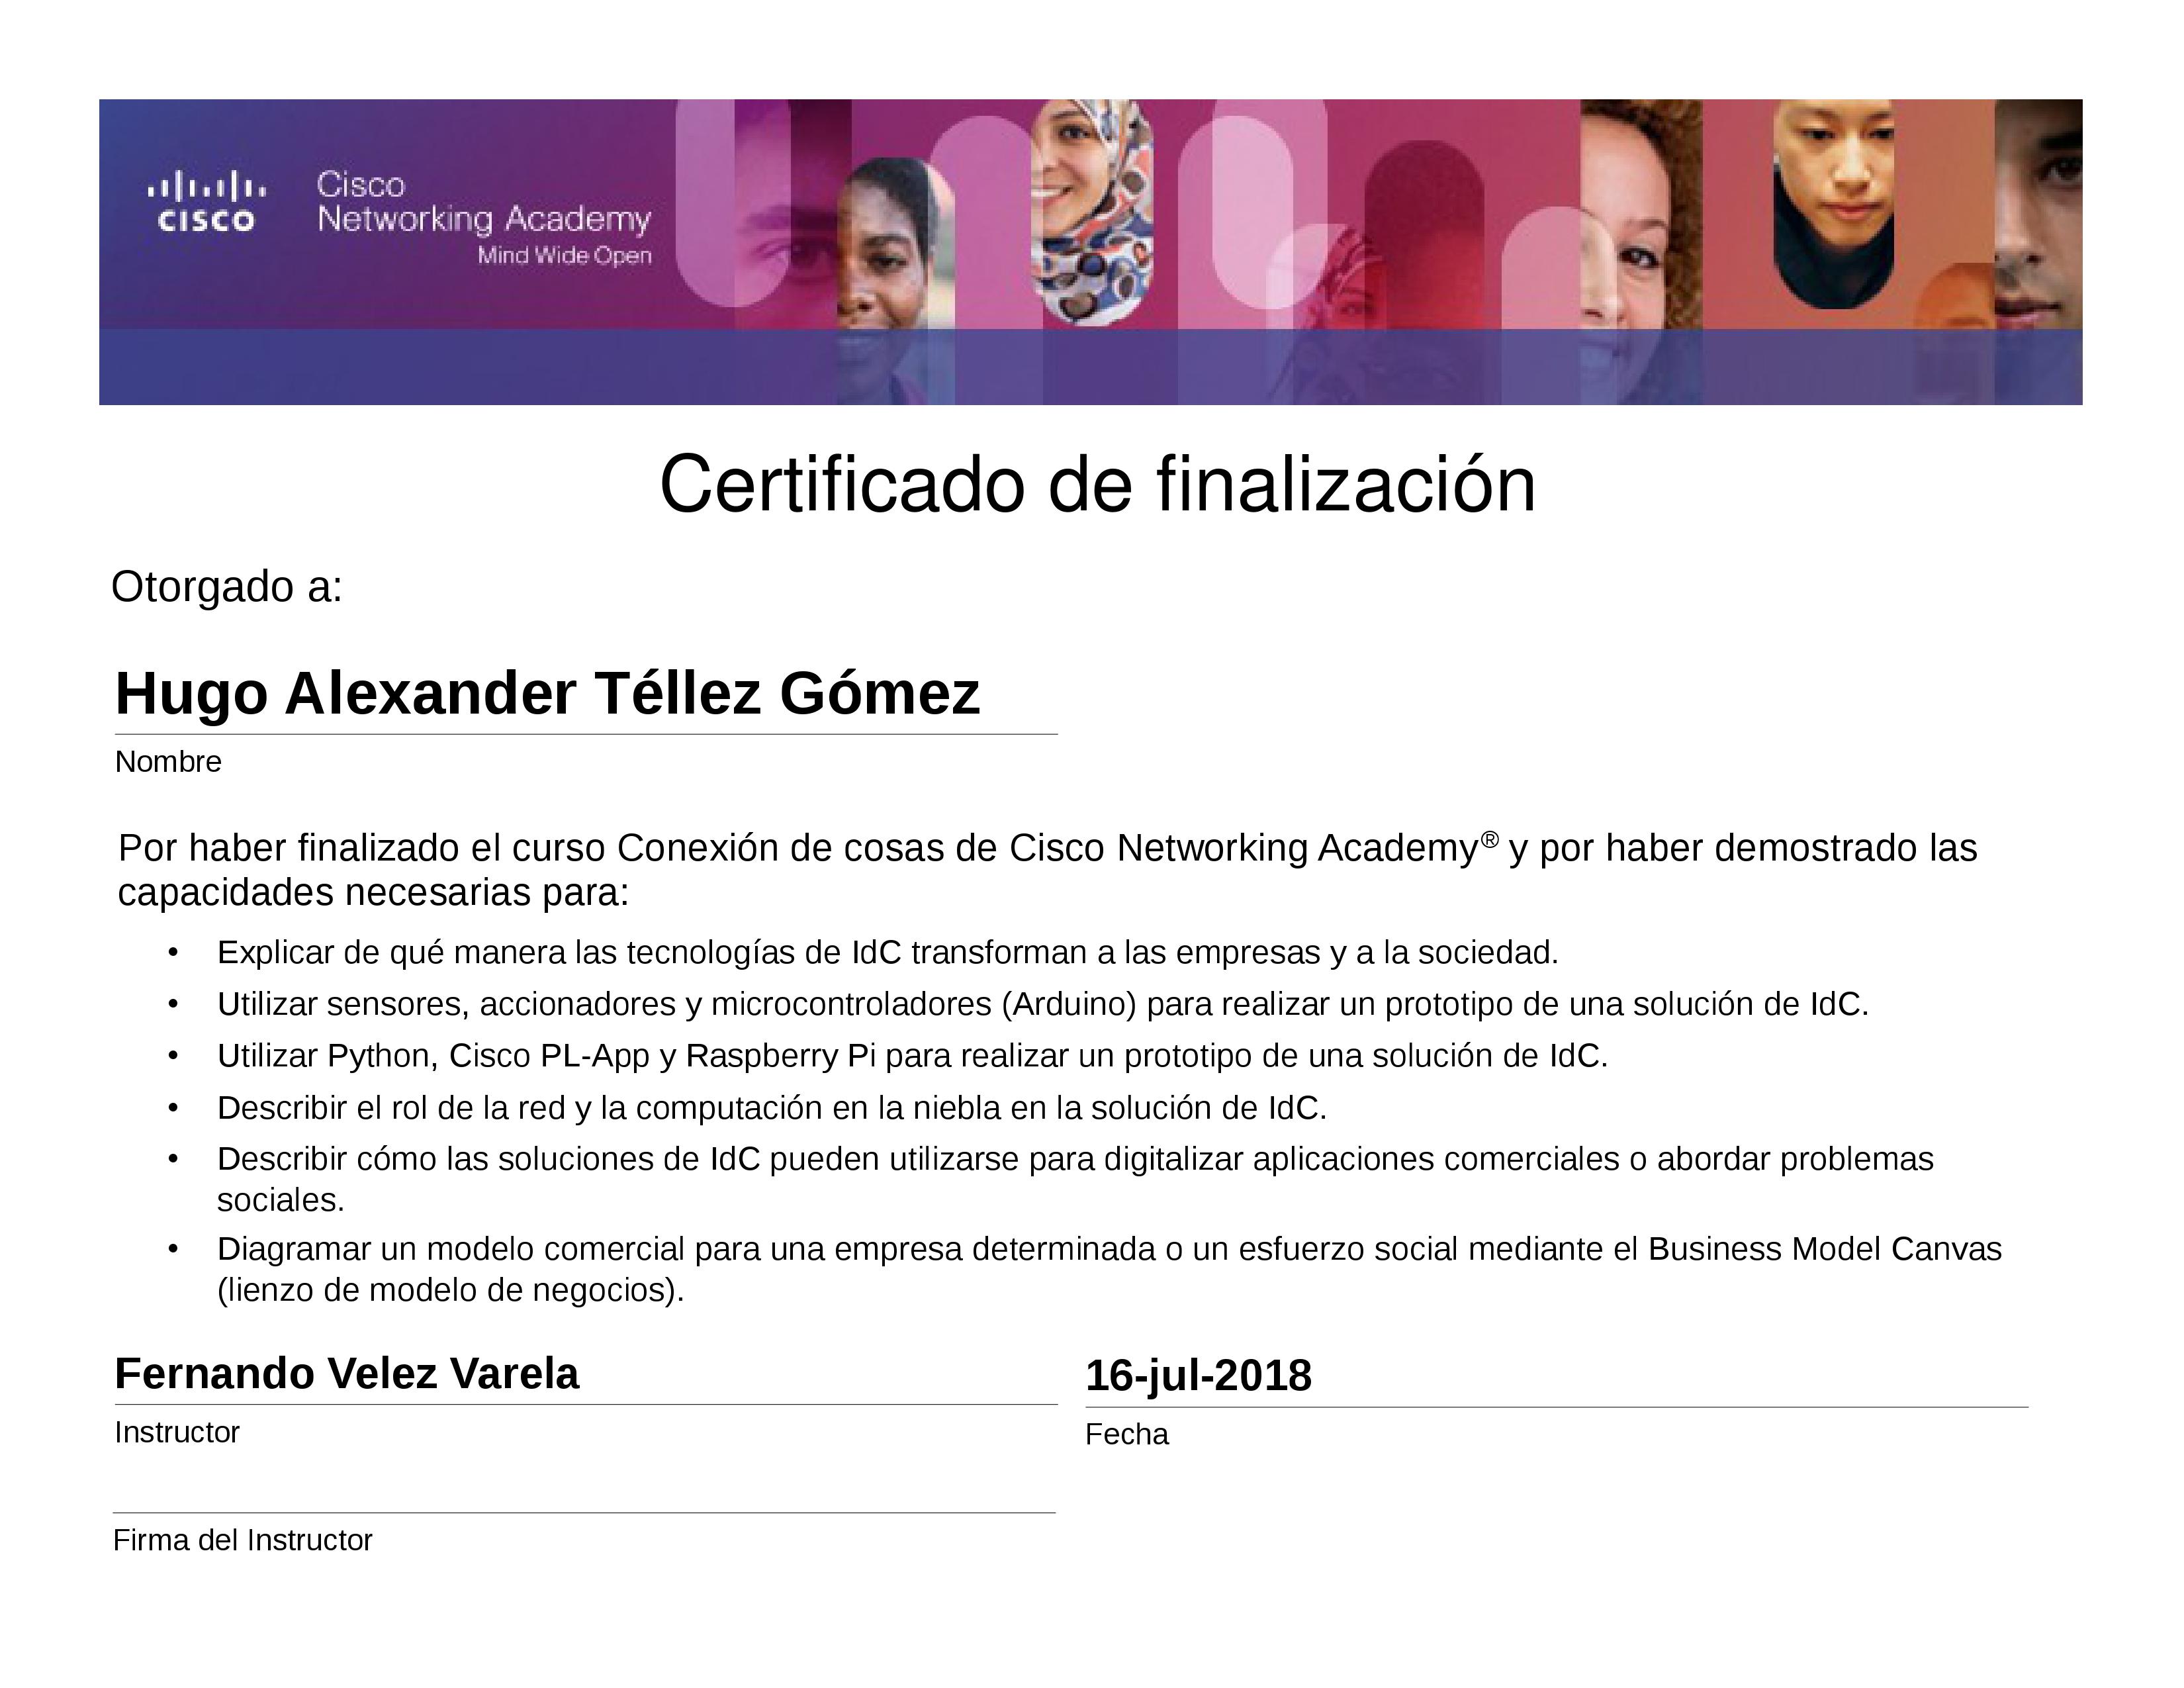 CISCO
Cisco
Networking Academy
Mind Wide Open
Certificado de finalización
Otorgado a:
Hugo Alexander Téllez Gómez
Nombre
Por haber finalizado el curso Conexión de cosas de Cisco Networking Academy® y por haber demostrado las
capacidades necesarias para:
• Explicar de qué manera las tecnologías de IdC transforman a las empresas y a la sociedad.
• Utilizar sensores, accionadores y microcontroladores (Arduino) para realizar un prototipo de una solución de IdC.
• Utilizar Python, Cisco PL-App y Raspberry Pi para realizar un prototipo de una solución de IdC.
• Describir el rol de la red y la computación en la niebla en la solución de IdC.
• Describir cómo las soluciones de IdC pueden utilizarse para digitalizar aplicaciones comerciales o abordar problemas
sociales.
• Diagramar un modelo comercial para una empresa determinada o un esfuerzo social mediante el Business Model Canvas
(lienzo de modelo de negocios).
Fernando Velez Varela
Instructor
16-jul-2018
Fecha
Firma del Instructor